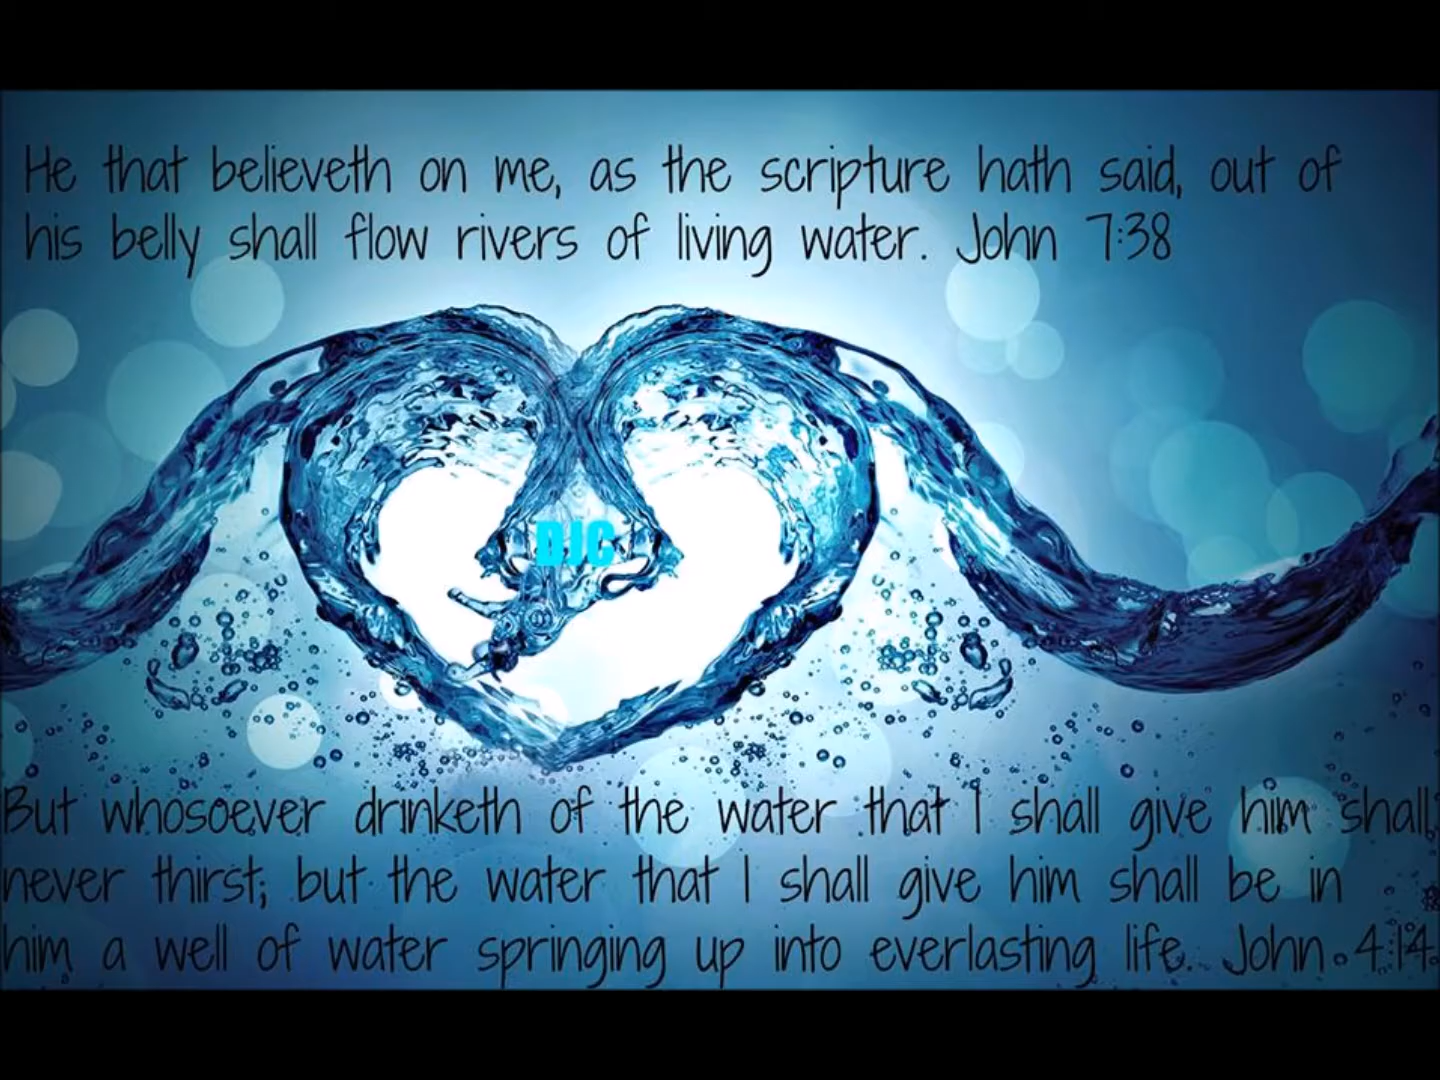 He that believeth on me, as the scripture hath said, out of
his belly shall flow rivers of living water. John 7:38
DJC
But whosoever drinketh of the water that I shall give him shall
never thirst; but the water that I shall give him shall be in
him a well of water springing up into everlasting life. John 4:14